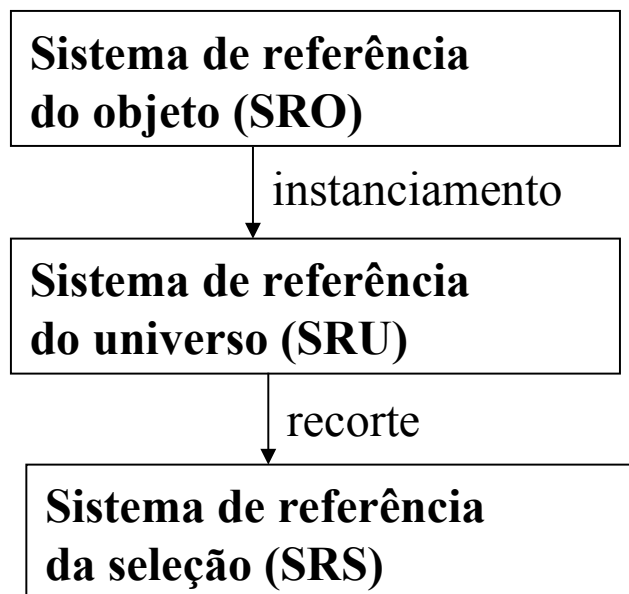 Sistema de referência
do objeto (SRO)
instanciamento
Sistema de referência
do universo (SRU)
recorte
Sistema de referência
da seleção (SRS)